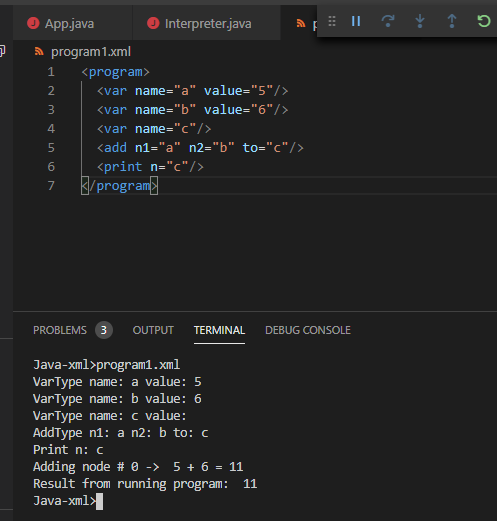 App.java Interpreter.java
program1.xml
1 <program>
2 <var name="a" value="5"/>
3 <var name="b" value="6"/>
4 <var name="c"/>
5 <add n1="a" n2="b" to="c"/>
6 <print n="c"/>
7 </program>
PROBLEMS 3 OUTPUT TERMINAL DEBUG CONSOLE
Java-xml>program1.xml
VarType name: a value: 5
VarType name: b value: 6
VarType name: c value:
AddType n1: a n2: b to: c
Print n: c
Adding node # 0 ->  5 + 6 = 11
Result from running program:  11
Java-xml>